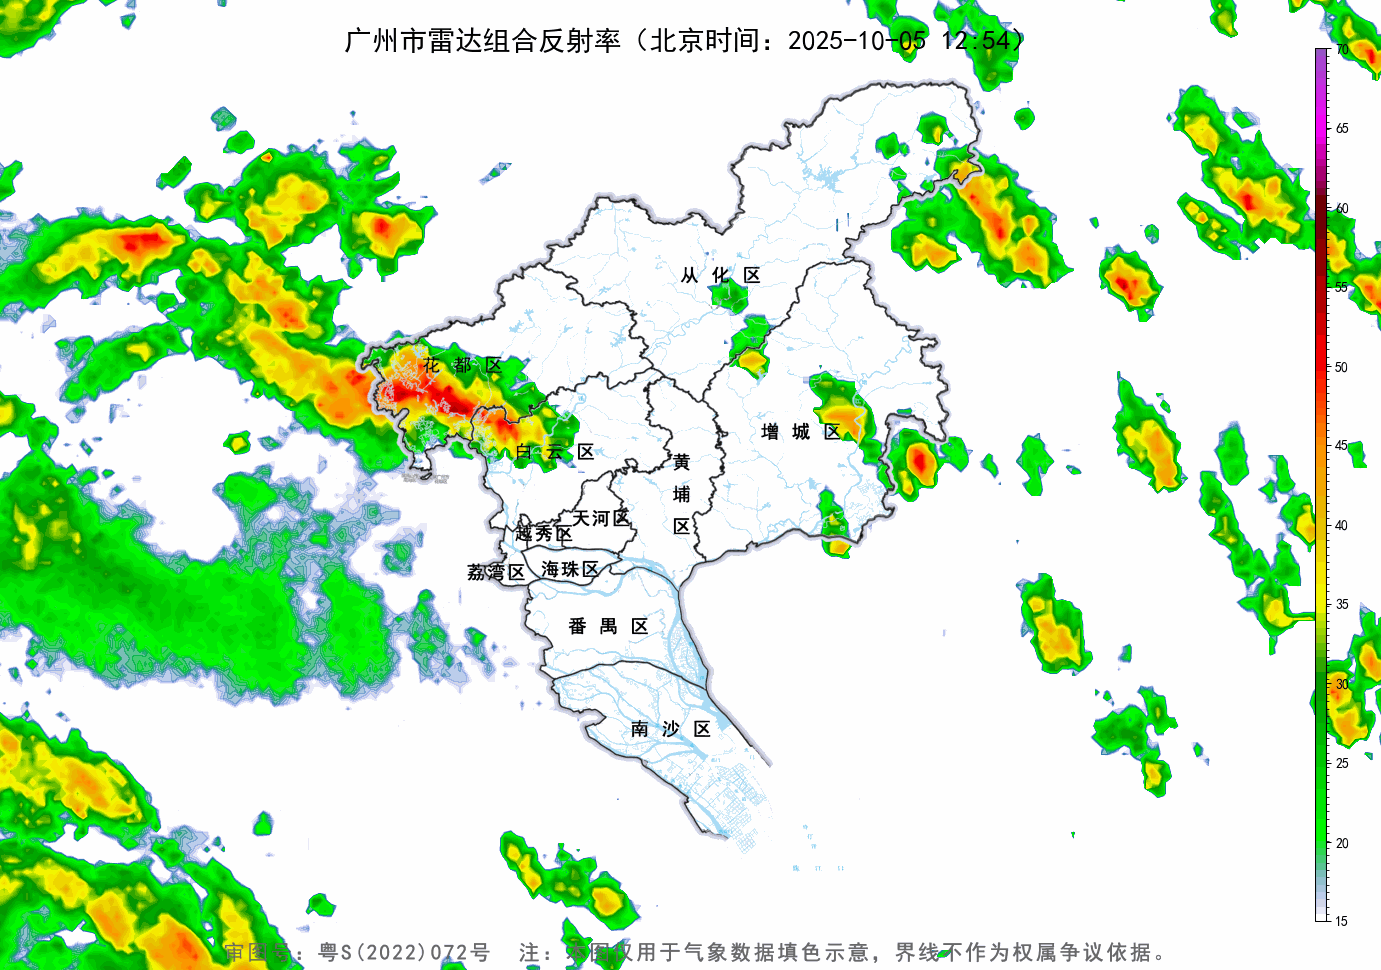 广州市雷达组合反射率（北京时间：2025-10-05 12:54）
70
65
60
55
50
45
40
35
30
25
20
15
从化区
花都区
增城区
白云区
黄埔区
天河区
越秀区
海珠区
荔湾区
番禺区
南沙区
审图号：粤S(2022)072号 注：本图仅用于气象数据填色示意，界线不作为权属争议依据。